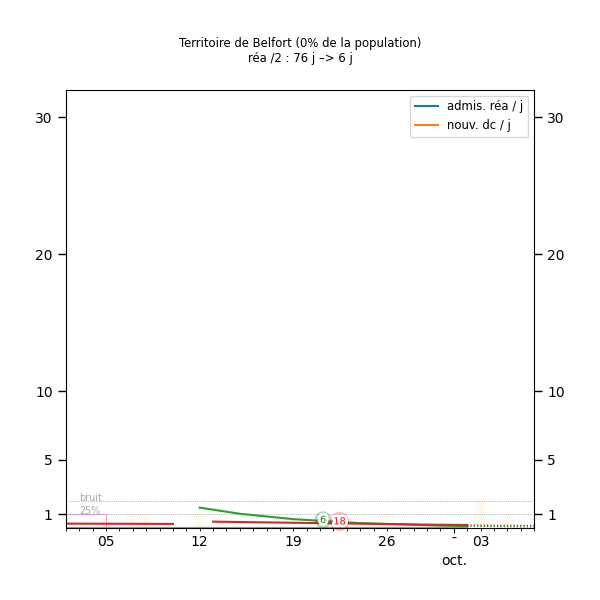 Territoire de Belfort (0% de la population)
réa /2 : 76 j –> 6 j
admis. réa / j
nouv. dc / j
30 30
20 20
10 10
5 5
bruit
25%
1 1
6 18
05 12 19 26 - 03
oct.